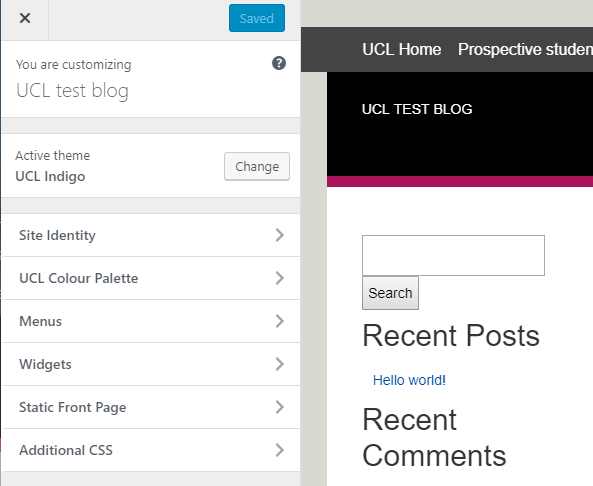 Saved
You are customizing
UCL test blog
Active theme
UCL Indigo
Change
Site Identity
UCL Colour Palette
Menus
Widgets
Static Front Page
Additional CSS
UCL Home Prospective studen
UCL TEST BLOG
Search
Recent Posts
Hello world!
Recent
Comments